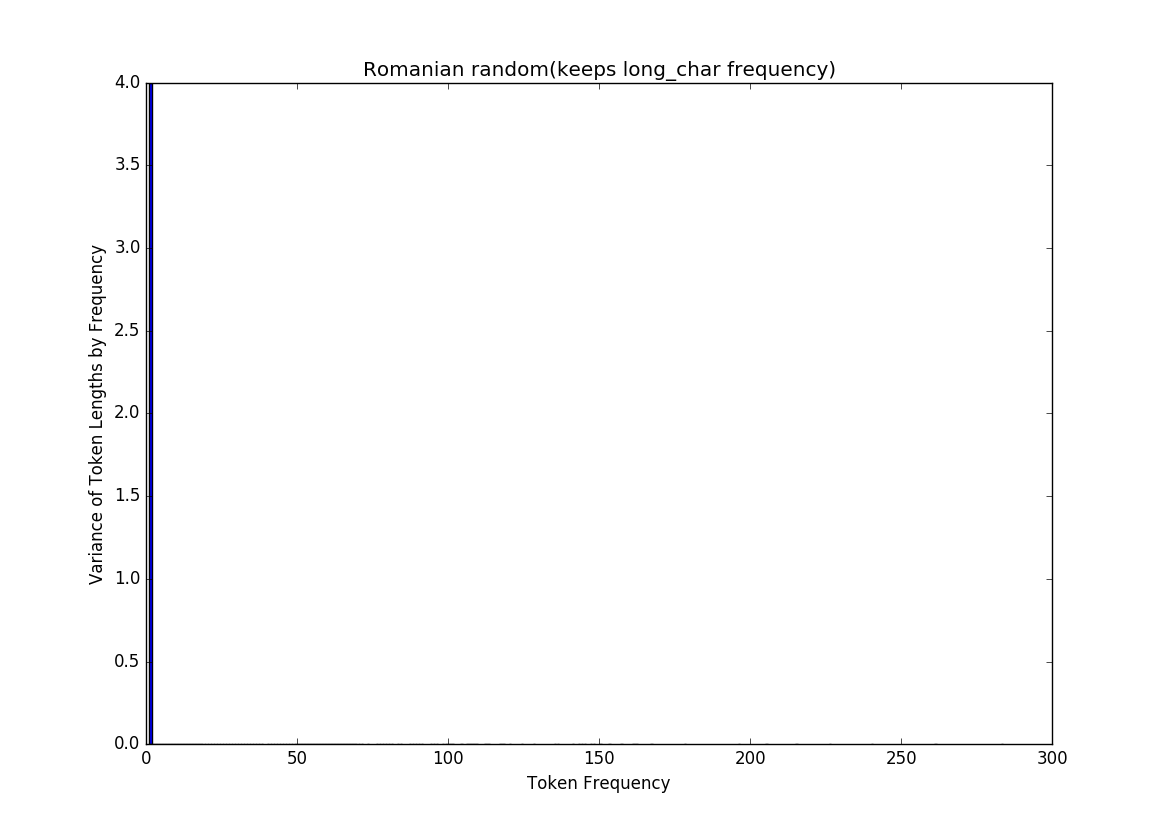 Romanian random(keeps long_char frequency)
4.0
3.5
3.0
2.5
2.0
1.5
1.0
0.5
0.0
Variance of Token Lengths by Frequency
0 50 100 150 200 250 300
Token Frequency